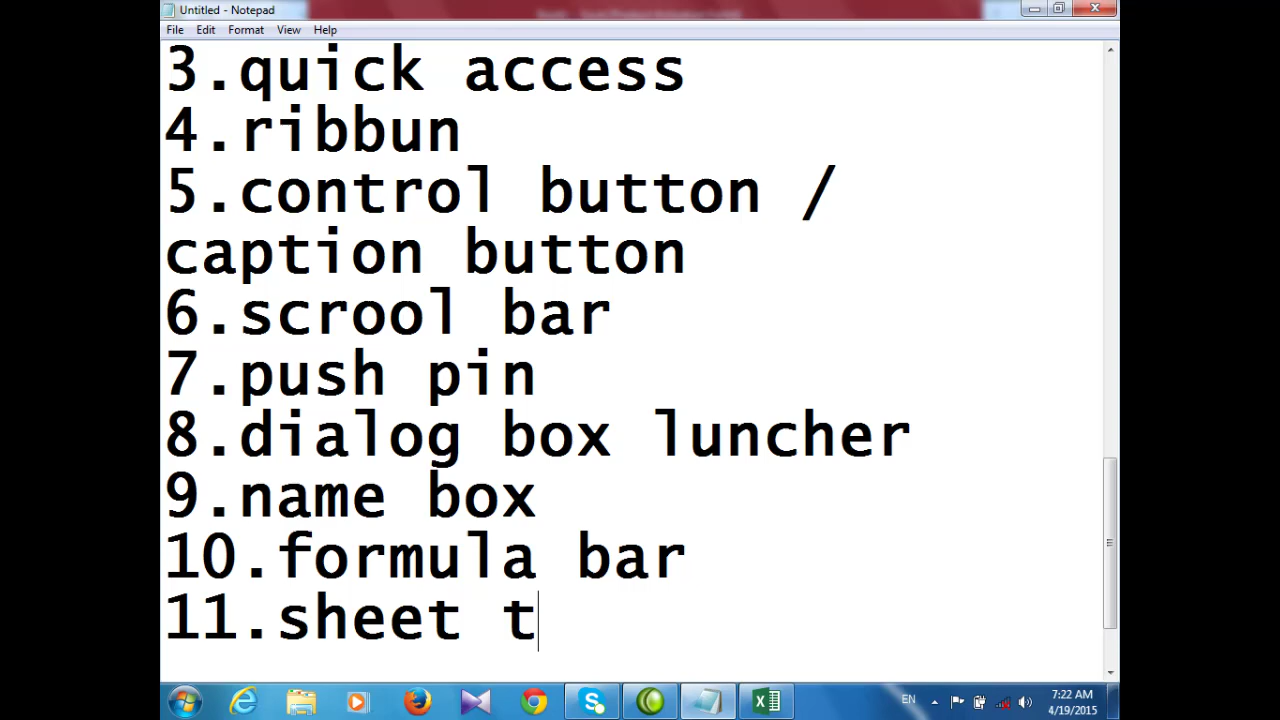 Untitled - Notepad
File Edit Format View Help
3.quick access
4.ribbun
5.control button /
caption button
6.scrool bar
7.push pin
8.dialog box luncher
9.name box
10.formula bar
11.sheet t
EN
7:22 AM
4/19/2015